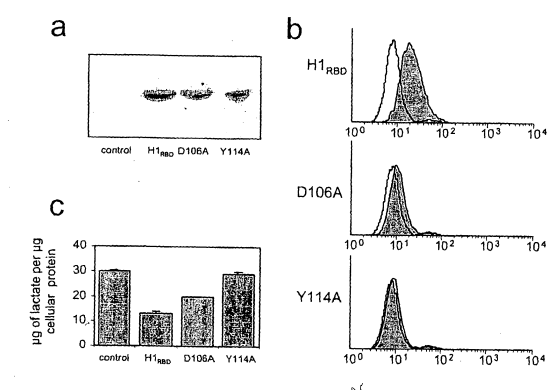 a
control H1RBD D106A Y114A
b
H1RBD
10⁰ 10¹ 10² 10³ 10⁴
D106A
10⁰ 10¹ 10² 10³ 10⁴
Y114A
10⁰ 10¹ 10² 10³ 10⁴
c
µg of lactate per µg
cellular protein
40
30
20
10
0
control H1RBD D106A Y114A